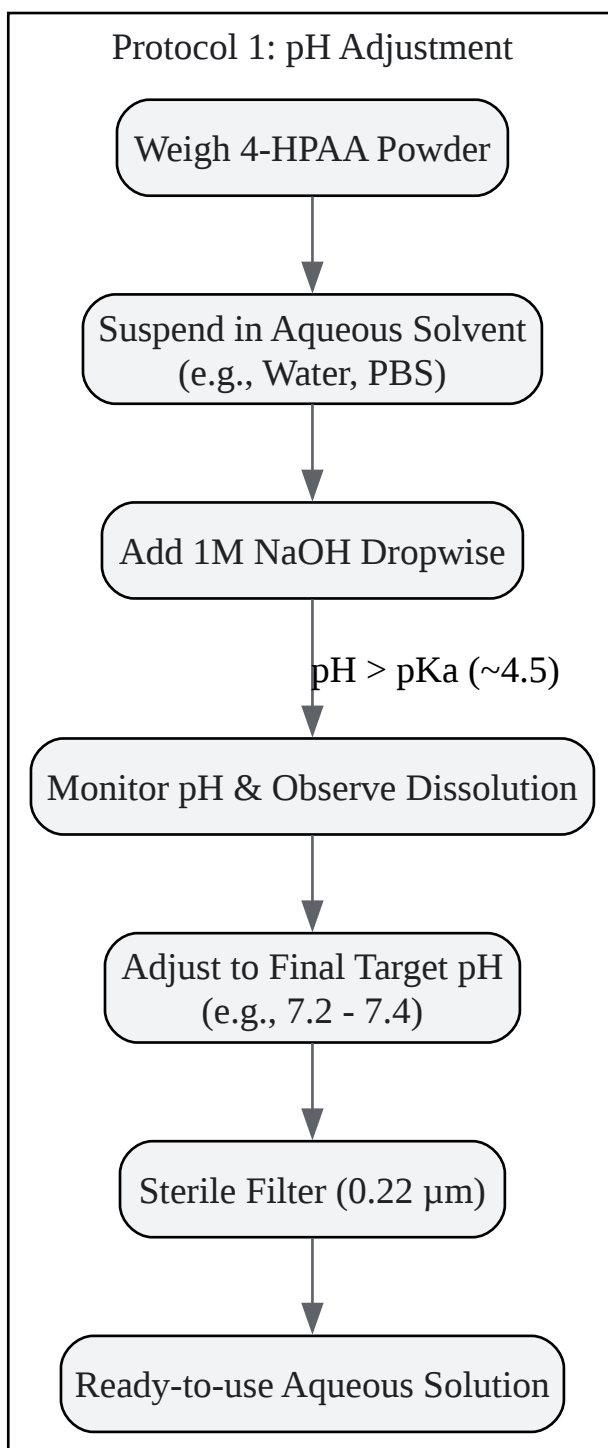 Protocol 1: pH Adjustment
Weigh 4-HPAA Powder
Suspend in Aqueous Solvent
(e.g., Water, PBS)
Add 1M NaOH Dropwise
pH > pKa (~4.5)
Monitor pH & Observe Dissolution
Adjust to Final Target pH
(e.g., 7.2 - 7.4)
Sterile Filter (0.22 µm)
Ready-to-use Aqueous Solution